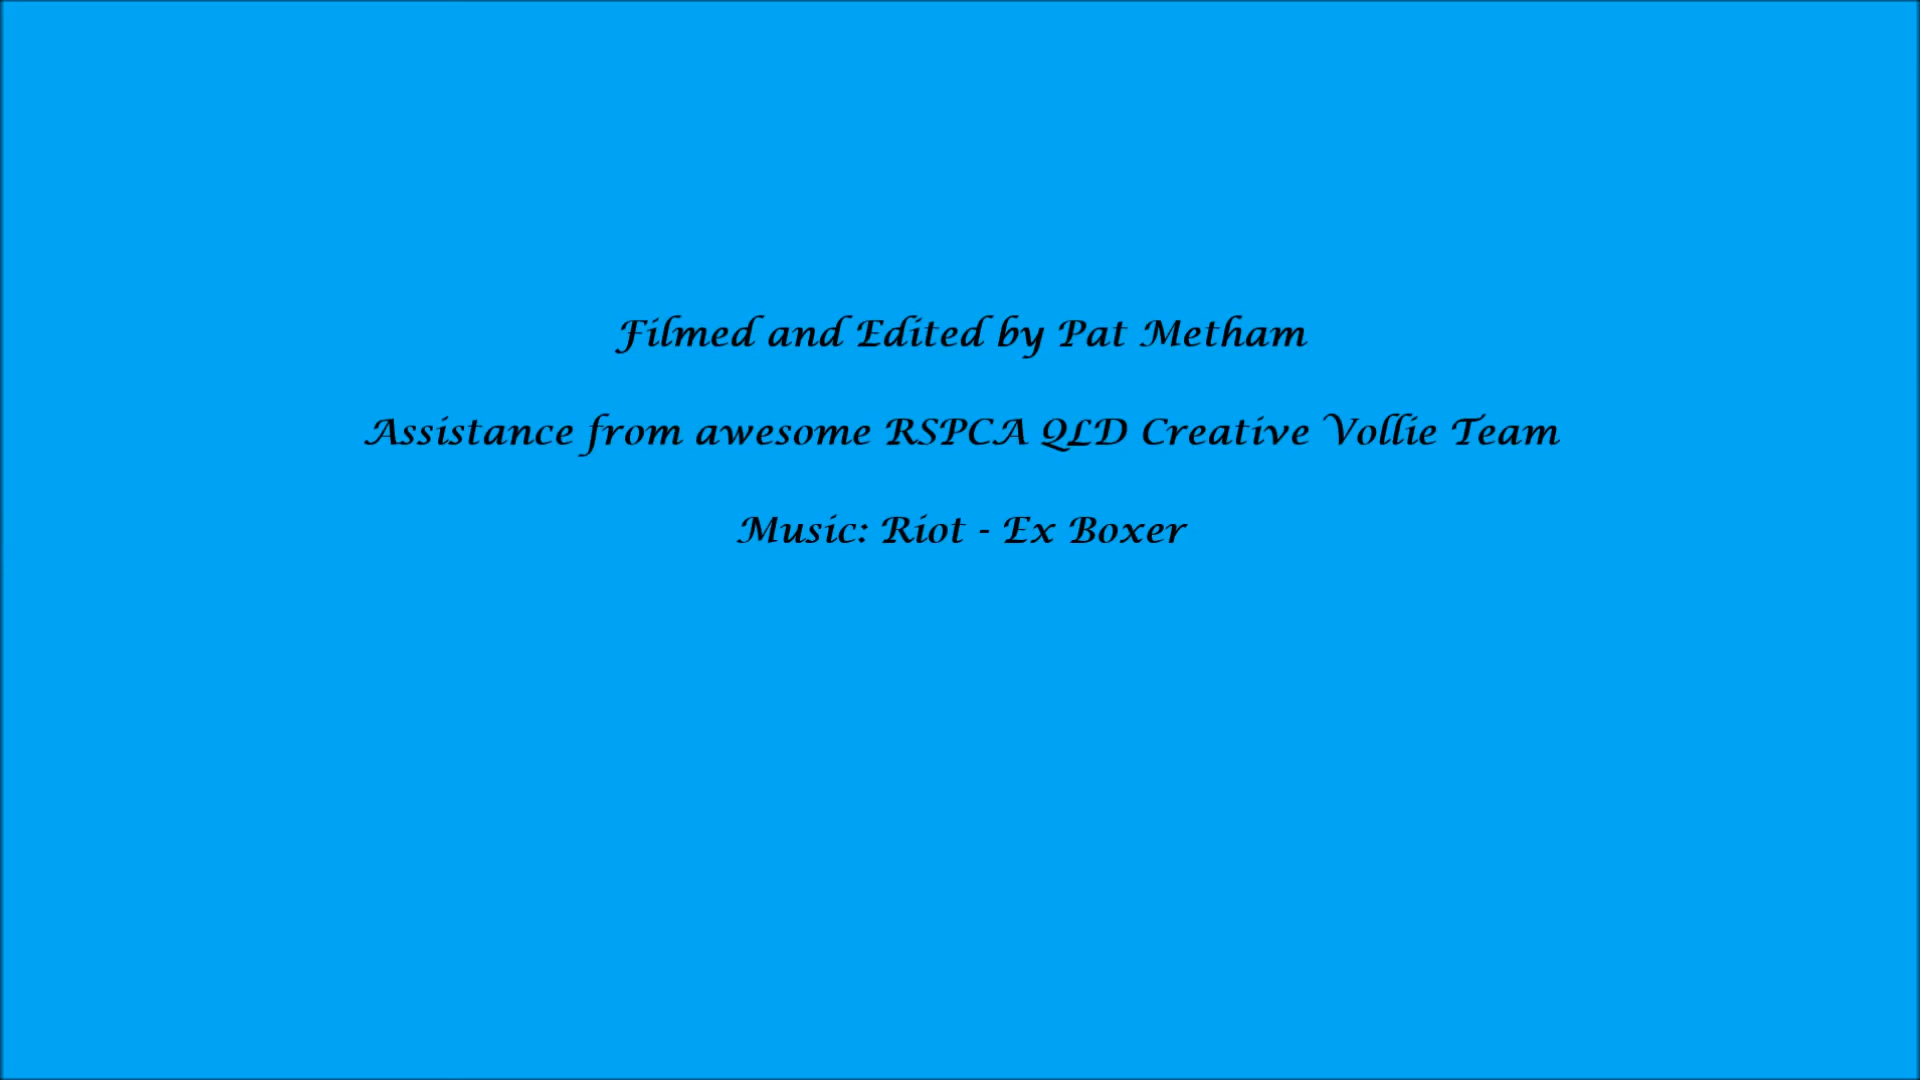 Filmed and Edited by Pat Metham
Assistance from awesome RSPCA QLD Creative Vollie Team
Music: Riot - Ex Boxer